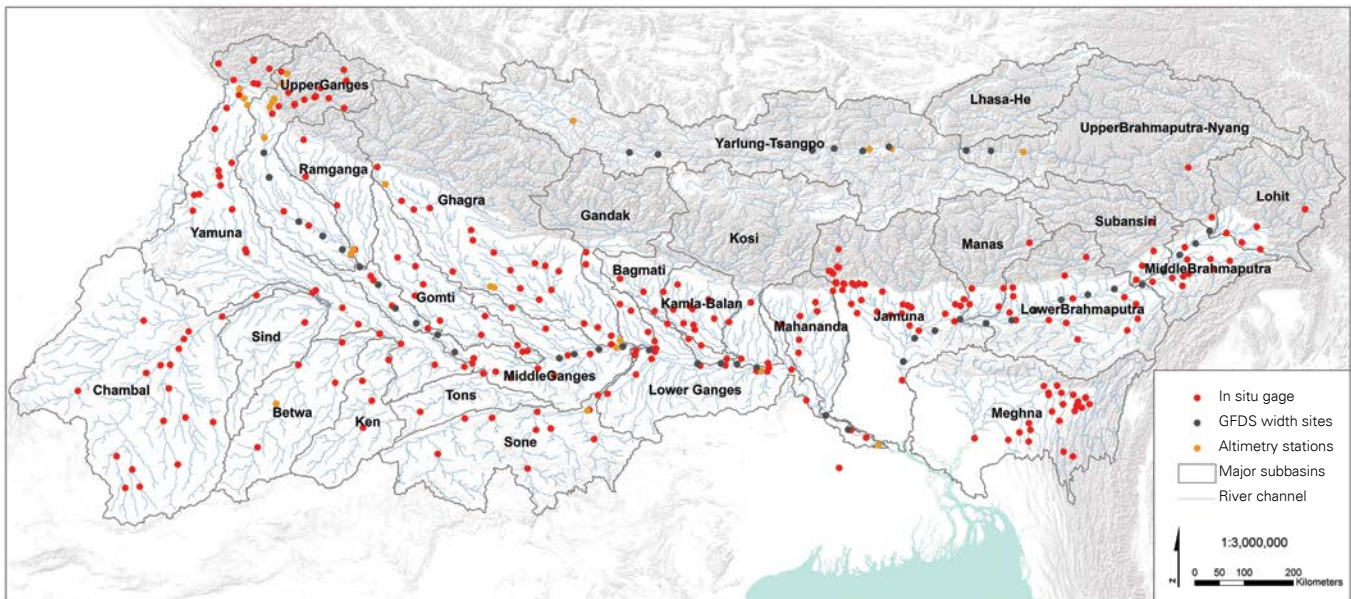 UpperGanges
Lhasa-He
Yarlung-Tsangpo
UpperBrahmaputra-Nyang
Ramganga
Ghagra
Gandak
Kosi
Manas
Subansiri
Lohit
Yamuna
Bagmati
MiddleBrahmaputra
Gomti
Kamla-Balan
Mahananda
Jamuna
LowerBrahmaputra
Sind
Chambal
MiddleGanges
Lower Ganges
Tons
Betwa
Ken
Sone
Meghna
In situ gage
GFDS width sites
Altimetry stations
Major subbasins
River channel
N
1:3,000,000
0 50 100 200
Kilometers